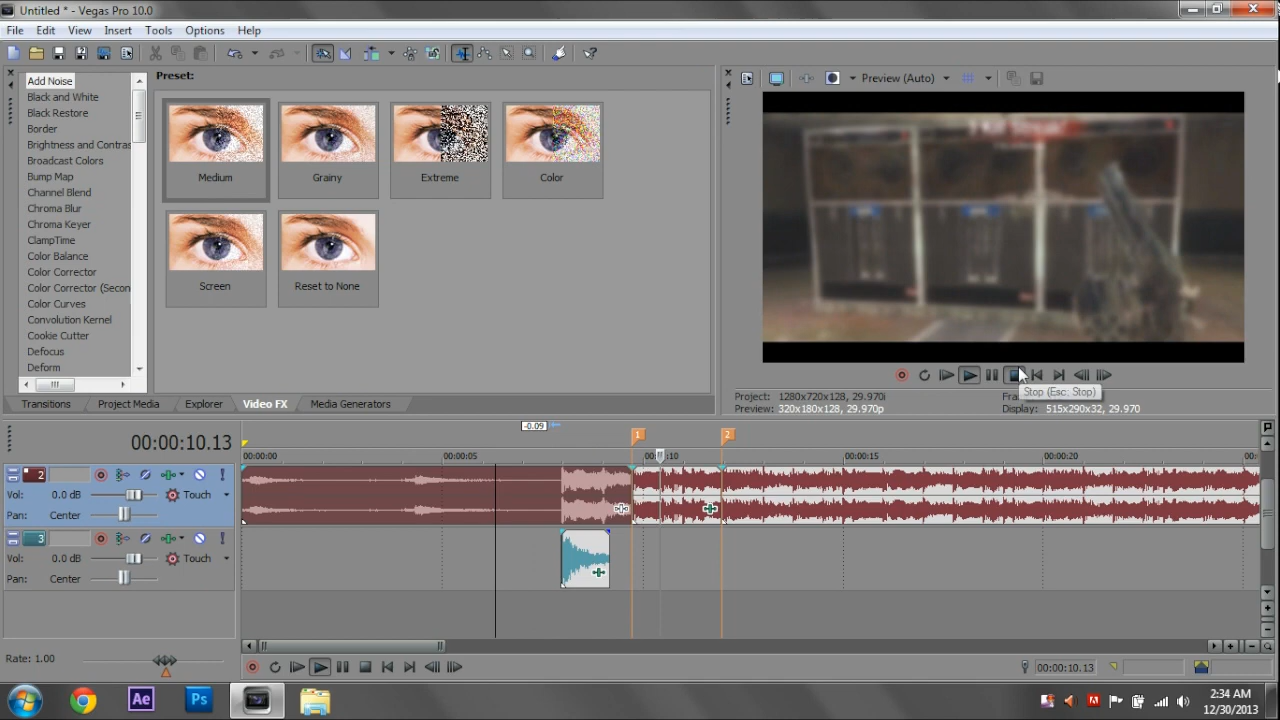 Untitled * - Vegas Pro 10.0
File Edit View Insert Tools Options Help
Add Noise
Black and White
Black Restore
Border
Brightness and Contras
Broadcast Colors
Bump Map
Channel Blend
Chroma Blur
Chroma Keyer
ClampTime
Color Balance
Color Corrector
Color Corrector (Secon
Color Curves
Convolution Kernel
Cookie Cutter
Defocus
Deform
Preset:
Medium Grainy Extreme Color
Screen Reset to None
Transitions Project Media Explorer Video FX Media Generators
Preview (Auto)
Stop (Esc: Stop)
Project: 1280x720x128, 29.970i
Preview: 320x180x128, 29.970p
Fra
Display: 515x290x32, 29.970
-0.09
1 2
00:00:10.13
00:00:00 00:00:05 00:00:10 00:00:15 00:00:20 00:0
2 Touch
Vol: 0.0 dB
Pan: Center
3 Touch
Vol: 0.0 dB
Pan: Center
Rate: 1.00
00:00:10.13
Ae Ps
2:34 AM
12/30/2013